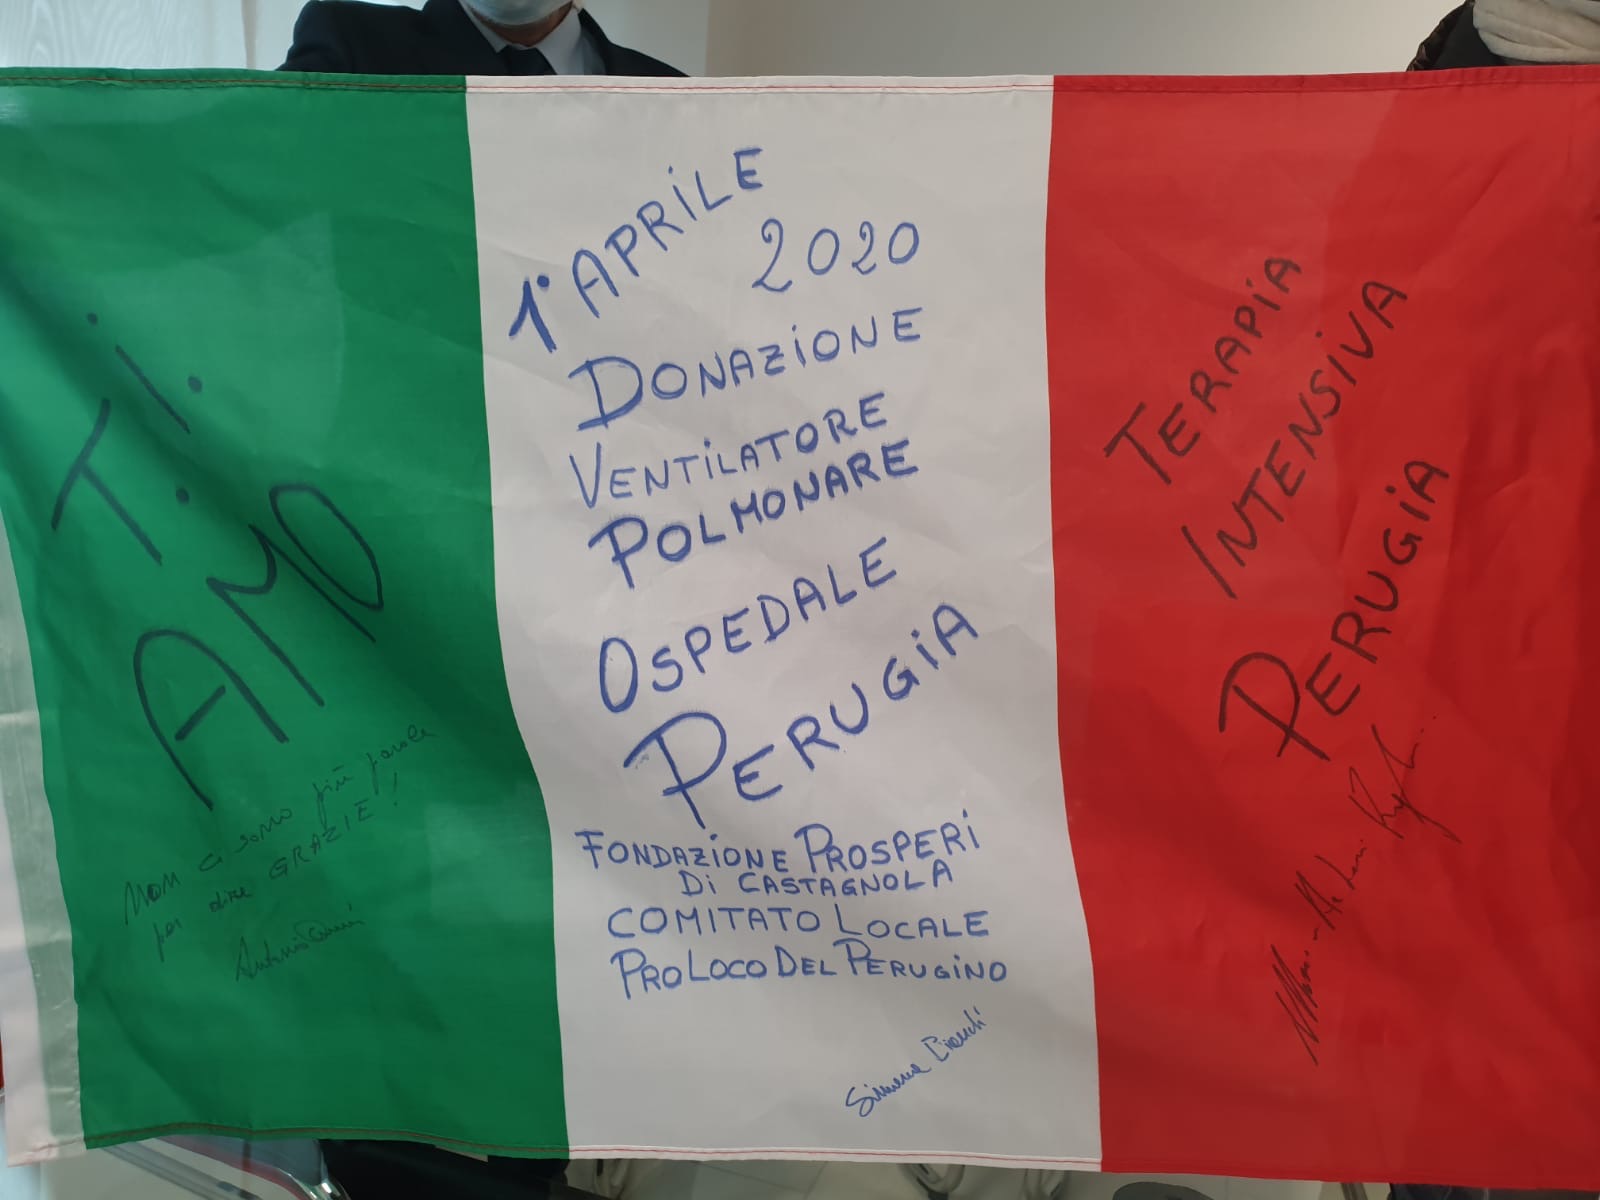 T.I.
AMO
Non ci sono più parole
per dire GRAZIE!
1° APRiLE
2020
DONAZiONE
VENTiLATORE
POLMONARE
OSPEDALE
PERUGiA
FONDAZiONE PROSPERi
Di CASTAGNOLA
COMITATO LOCALE
PRO LOCO DEL PERUGINO
TERAPiA
INTENSIVA
PERUGiA